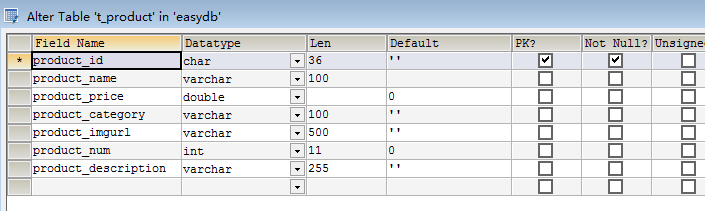 Alter Table 't_product' in 'easydb'
Field Name Datatype Len Default PK? Not Null? Unsigne
* product_id char 36 '' 
product_name varchar 100
product_price double 0
product_category varchar 100 ''
product_imgurl varchar 500 ''
product_num int 11 0
product_description varchar 255 ''